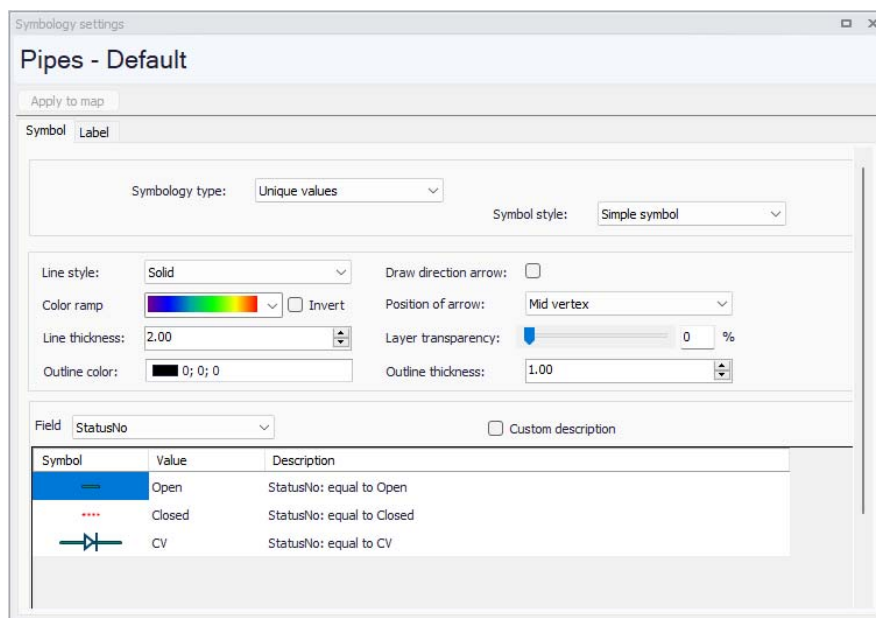 Symbology settings
Pipes - Default
Apply to map
Symbol Label
Symbology type: Unique values
Symbol style: Simple symbol
Line style: Solid Draw direction arrow:
Color ramp Invert Position of arrow: Mid vertex
Line thickness: 2.00 Layer transparency: 0 %
Outline color: 0; 0; 0 Outline thickness: 1.00
Field StatusNo Custom description
Symbol Value Description
Open StatusNo: equal to Open
Closed StatusNo: equal to Closed
CV StatusNo: equal to CV